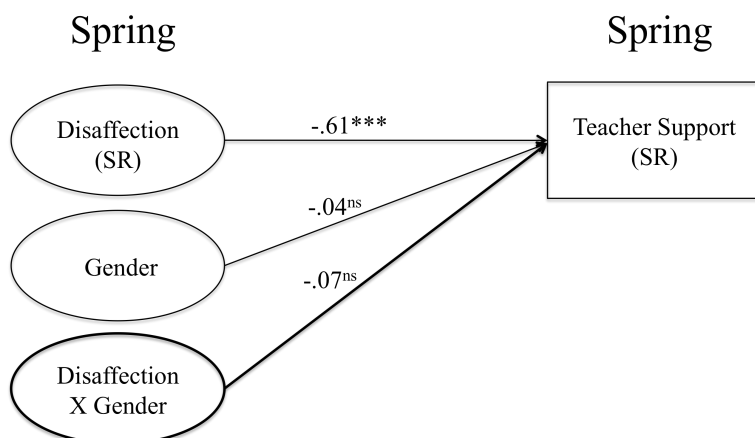 Spring
Spring
Disaffection
(SR)
-.61***
Teacher Support
(SR)
-.04ns
Gender
-.07ns
Disaffection
X Gender